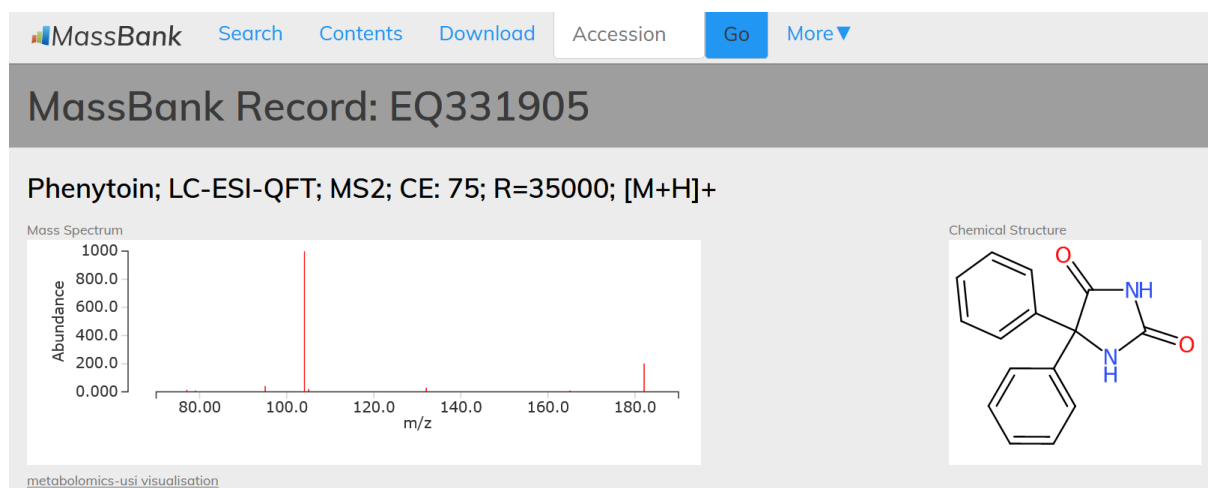 MassBank Search Contents Download Accession Go More▼
MassBank Record: EQ331905
Phenytoin; LC-ESI-QFT; MS2; CE: 75; R=35000; [M+H]+
Mass Spectrum
1000
800.0
600.0
400.0
200.0
0.000
Abundance
80.00 100.0 120.0 140.0 160.0 180.0
m/z
metabolomics-usi visualisation
Chemical Structure
O
NH
O
N
H